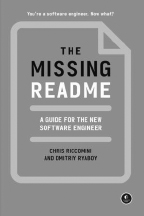 You're a software engineer. Now what?
THE
MISSING
README
A GUIDE FOR THE NEW
SOFTWARE ENGINEER
CHRIS RICCOMINI
AND DMITRIY RYABOY